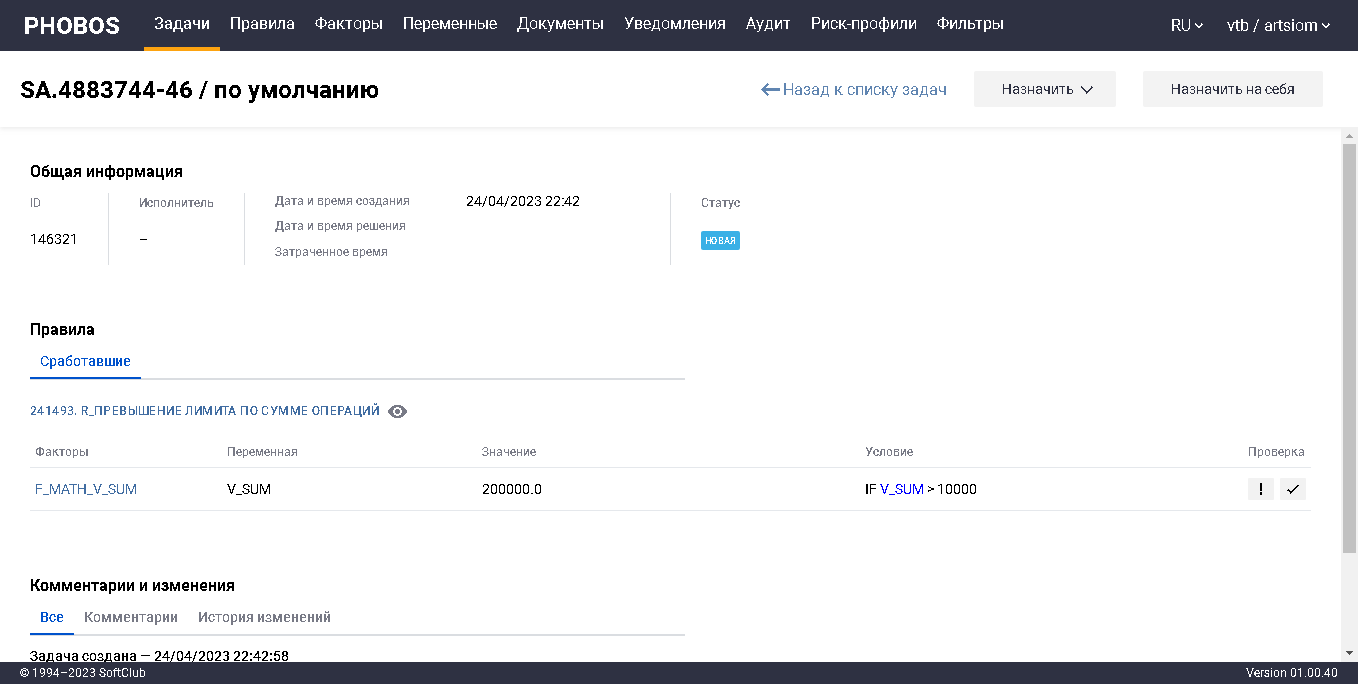 PHOBOS Задачи Правила Факторы Переменные Документы Уведомления Аудит Риск-профили Фильтры RU vtb / artsiom
SA.4883744-46 / по умолчанию Назад к списку задач Назначить Назначить на себя
Общая информация
ID Исполнитель Дата и время создания 24/04/2023 22:42 Статус
Дата и время решения
146321 – НОВАЯ
Затраченное время
Правила
Сработавшие
241493. R_ПРЕВЫШЕНИЕ ЛИМИТА ПО СУММЕ ОПЕРАЦИЙ
Факторы Переменная Значение Условие Проверка
F_MATH_V_SUM V_SUM 200000.0 IF V_SUM > 10000 !
Комментарии и изменения
Все Комментарии История изменений
Задача создана — 24/04/2023 22:42:58
© 1994–2023 SoftClub Version 01.00.40